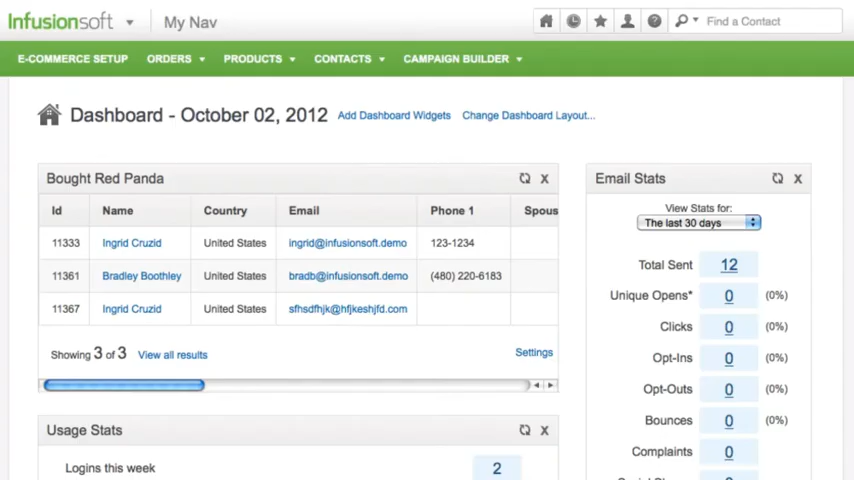 Infusionsoft
My Nav
Find a Contact
E-COMMERCE SETUP ORDERS PRODUCTS CONTACTS CAMPAIGN BUILDER
Dashboard - October 02, 2012 Add Dashboard Widgets Change Dashboard Layout...
Bought Red Panda
Id Name Country Email Phone 1 Spous
11333 Ingrid Cruzid United States ingrid@infusionsoft.demo 123-1234
11361 Bradley Boothley United States bradb@infusionsoft.demo (480) 220-6183
11367 Ingrid Cruzid United States sfhsdfhjk@hfjkeshjfd.com
Showing 3 of 3 View all results Settings
Usage Stats
Logins this week 2
Email Stats
View Stats for:
The last 30 days
Total Sent 12
Unique Opens* 0 (0%)
Clicks 0 (0%)
Opt-Ins 0 (0%)
Opt-Outs 0 (0%)
Bounces 0 (0%)
Complaints 0